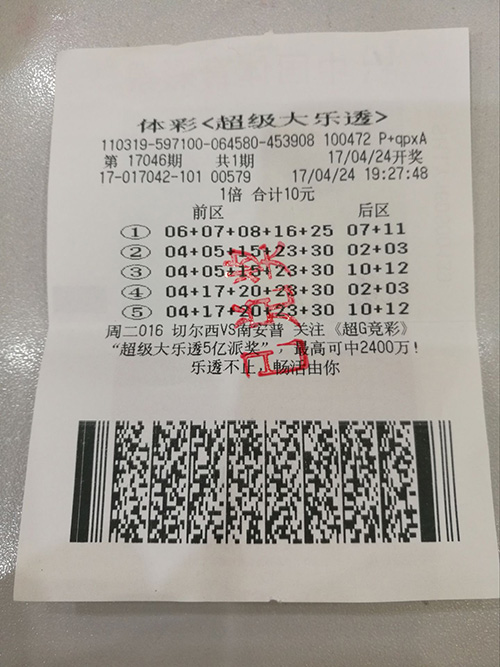 体彩<超级大乐透>
110319-597100-064580-453908 100472 P+qpxA
第 17046期 共1期 17/04/24开奖
17-017042-101 00579 17/04/24 19:27:48
1倍 合计10元
前区 后区
① 06+07+08+16+25 07+11
② 04+05+15+23+30 02+03
③ 04+05+15+23+30 10+12
④ 04+17+20+23+30 02+03
⑤ 04+17+20+23+30 10+12
周二016 切尔西VS南安普 关注《超G竞彩》
“超级大乐透5亿派奖”，最高可中2400万!
乐透不止，畅活由你
已兑奖